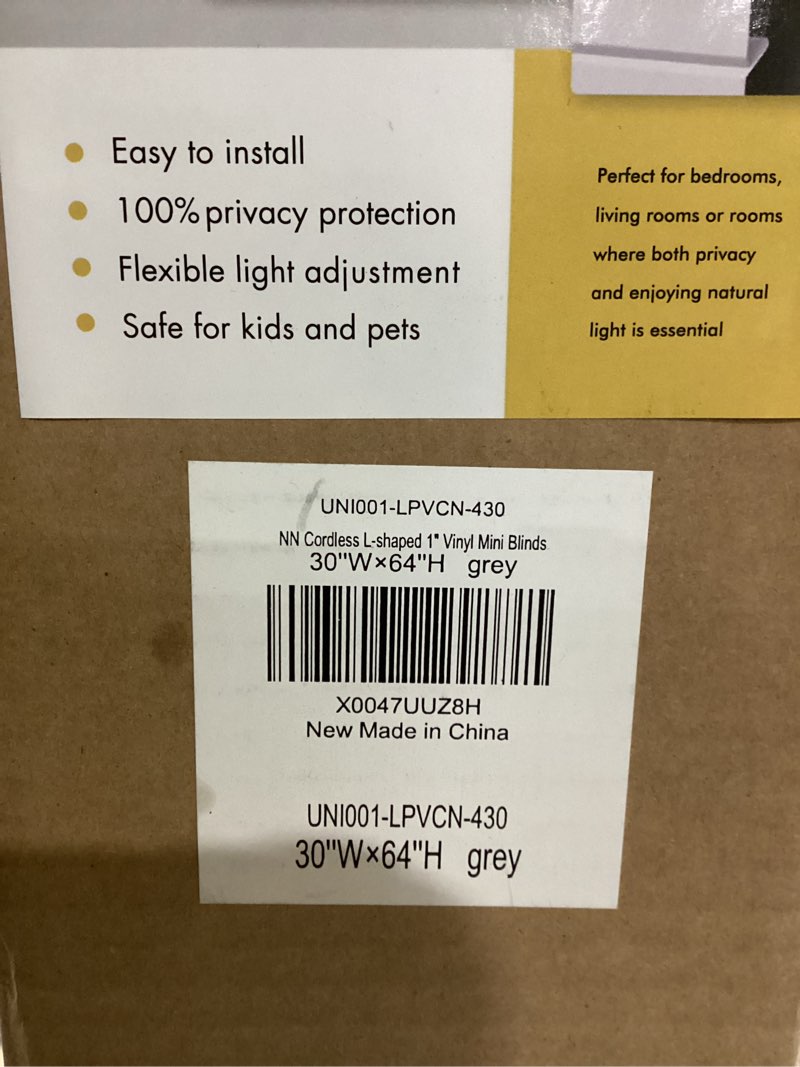 Easy to install
100% privacy protection
Flexible light adjustment
Safe for kids and pets
Perfect for bedrooms,
living rooms or rooms
where both privacy
and enjoying natural
light is essential
UNI001-LPVCN-430
NN Cordless L-shaped 1" Vinyl Mini Blinds
30"W×64"H grey
X0047UUZ8H
New Made in China
UNI001-LPVCN-430
30"W×64"H grey